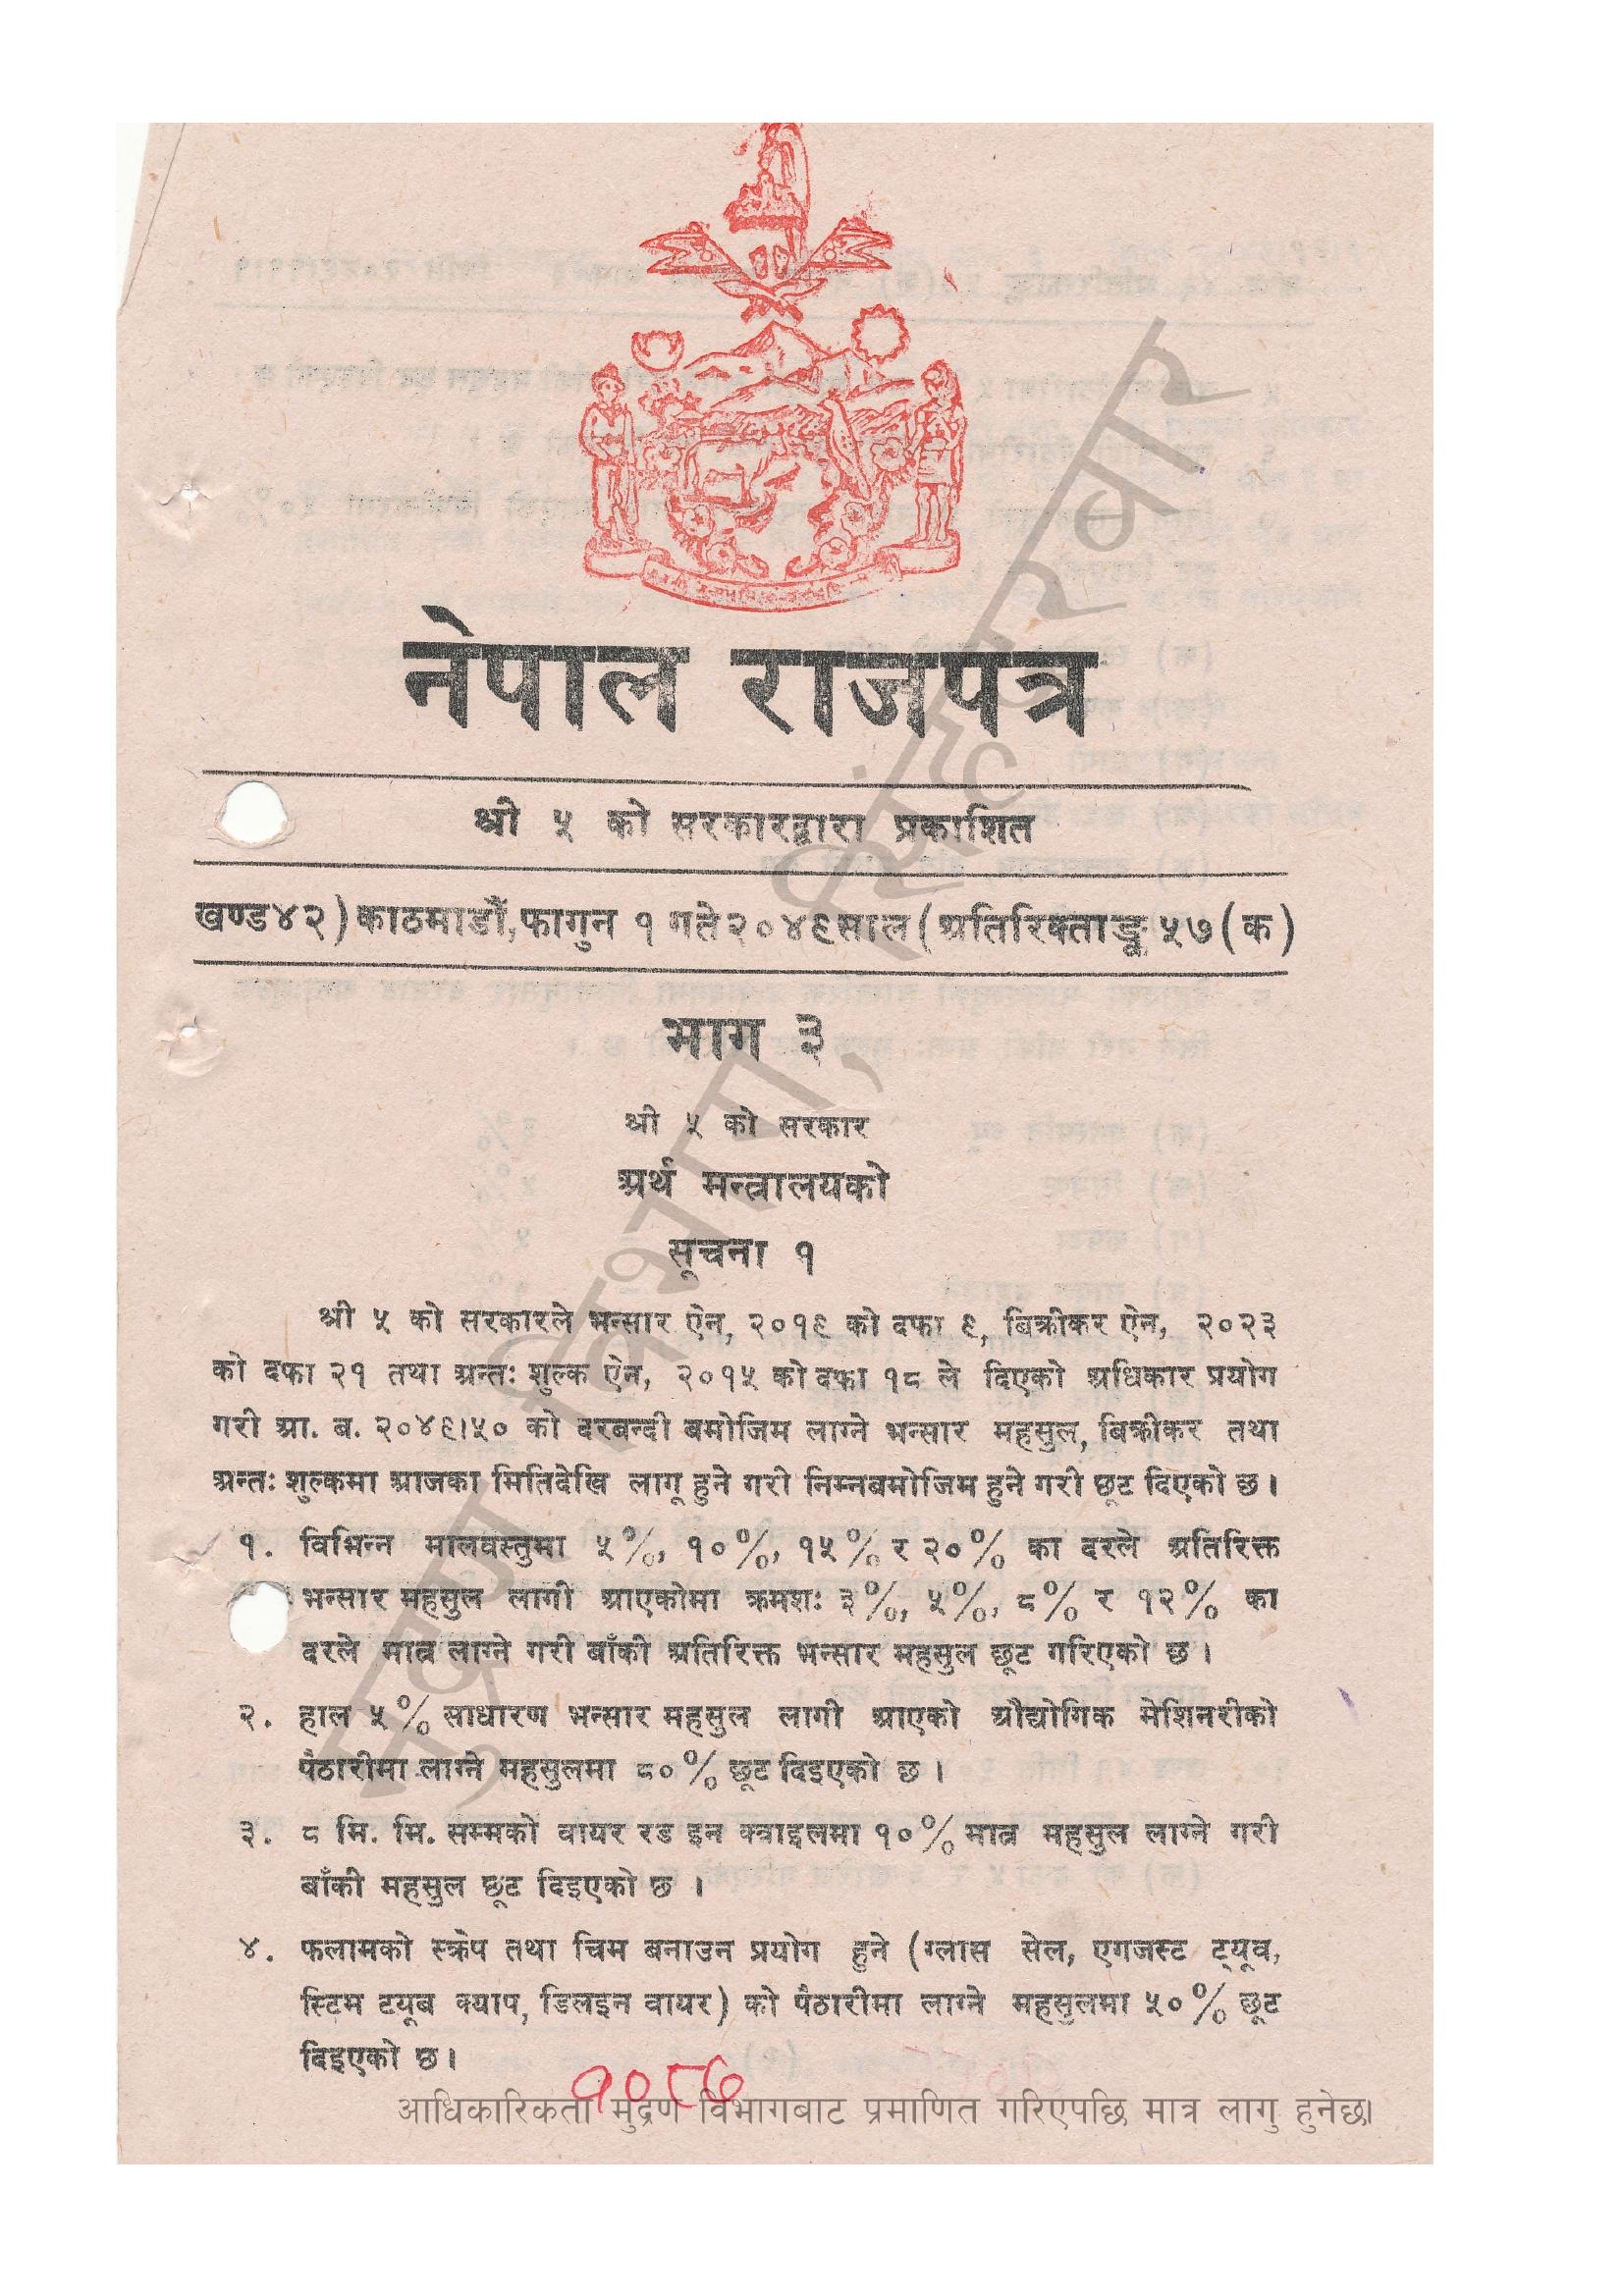 नेपाल राजपत्र
श्री ५ को सरकारद्वारा प्रकाशित
खण्ड ४२) काठमाडौं, फागुन १ गते २०४९ साल (अतिरिक्ताङ्क ५७ (क)
भाग ३
श्री ५ को सरकार
अर्थ मन्त्रालयको
सूचना १
श्री ५ को सरकारले भन्सार ऐन, २०१९ को दफा ९, बिक्रीकर ऐन, २०२३
को दफा २१ तथा अन्तः शुल्क ऐन, २०१५ को दफा १८ ले दिएको अधिकार प्रयोग
गरी आ. ब. २०४९।५० को दरबन्दी बमोजिम लाग्ने भन्सार महसुल, बिक्रीकर तथा
अन्तः शुल्कमा आजका मितिदेखि लागू हुने गरी निम्नबमोजिम हुने गरी छूट दिएको छ।
१. विभिन्न मालवस्तुमा ५%, १०%, १५% र २०% का दरले अतिरिक्त
भन्सार महसुल लागी आएकोमा क्रमशः ३%, ५%, ८% र १२% का
दरले मात्र लाग्ने गरी बाँकी अतिरिक्त भन्सार महसुल छूट गरिएको छ।
२. हाल ५% साधारण भन्सार महसुल लागी आएको औद्योगिक मेशिनरीको
पैठारीमा लाग्ने महसुलमा ८०% छूट दिइएको छ।
३. ८ मि. मि. सम्मको वायर रड इन क्वाइलमा १०% मात्र महसुल लाग्ने गरी
बाँकी महसुल छूट दिइएको छ।
४. फलामको स्क्रेप तथा चिम बनाउन प्रयोग हुने (ग्लास सेल, एगजस्ट ट्यूव,
स्टिम टयूब क्याप, डिलइन वायर) को पैठारीमा लाग्ने महसुलमा ५०% छूट
दिइएको छ।
१०८७
आधिकारिकता मुद्रण विभागबाट प्रमाणित गरिएपछि मात्र लागु हुनेछ।
मुद्रण विभाग, सिंहदरबार